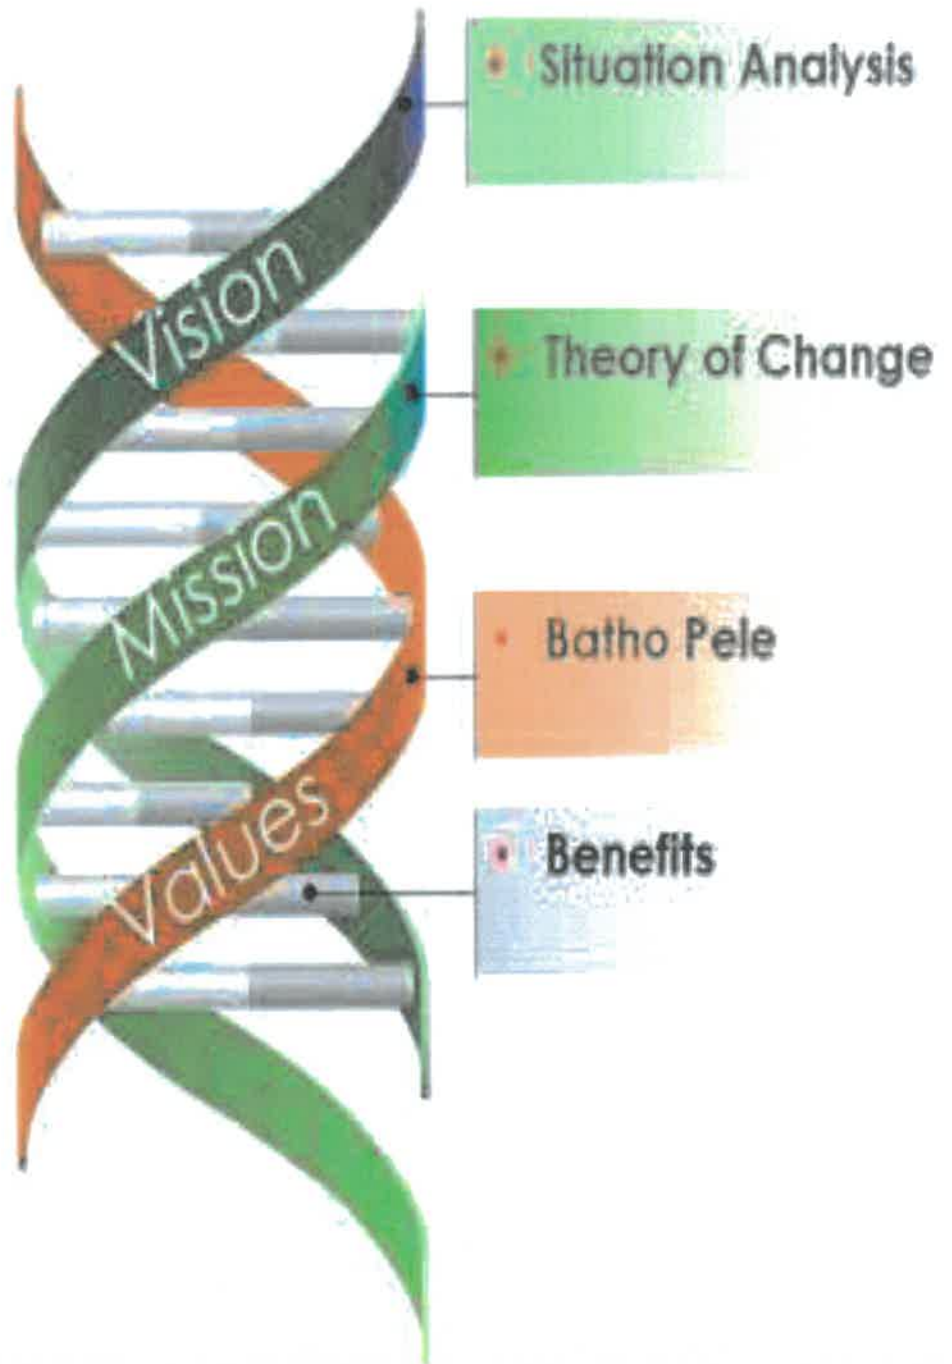 Situation Analysis
Vision
Theory of Change
Mission
Batho Pele
Values
Benefits